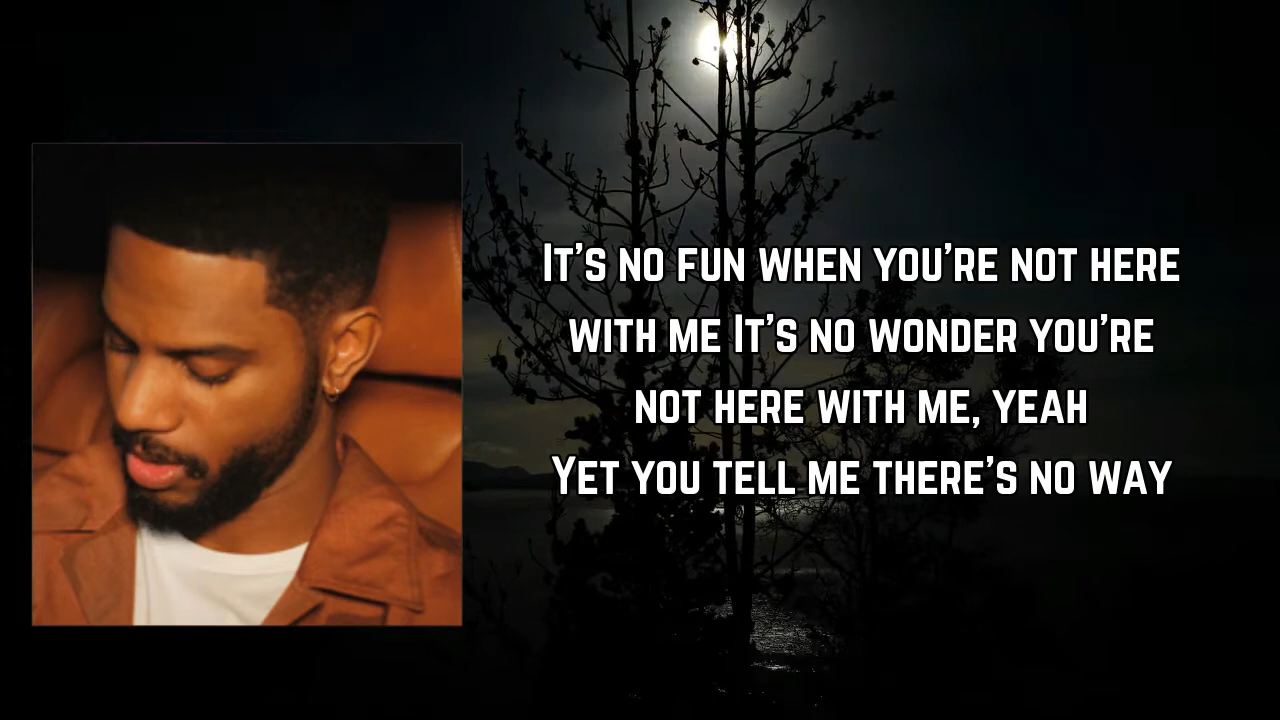 It's no fun when you're not here
with me It's no wonder you're
not here with me, yeah
Yet you tell me there's no way